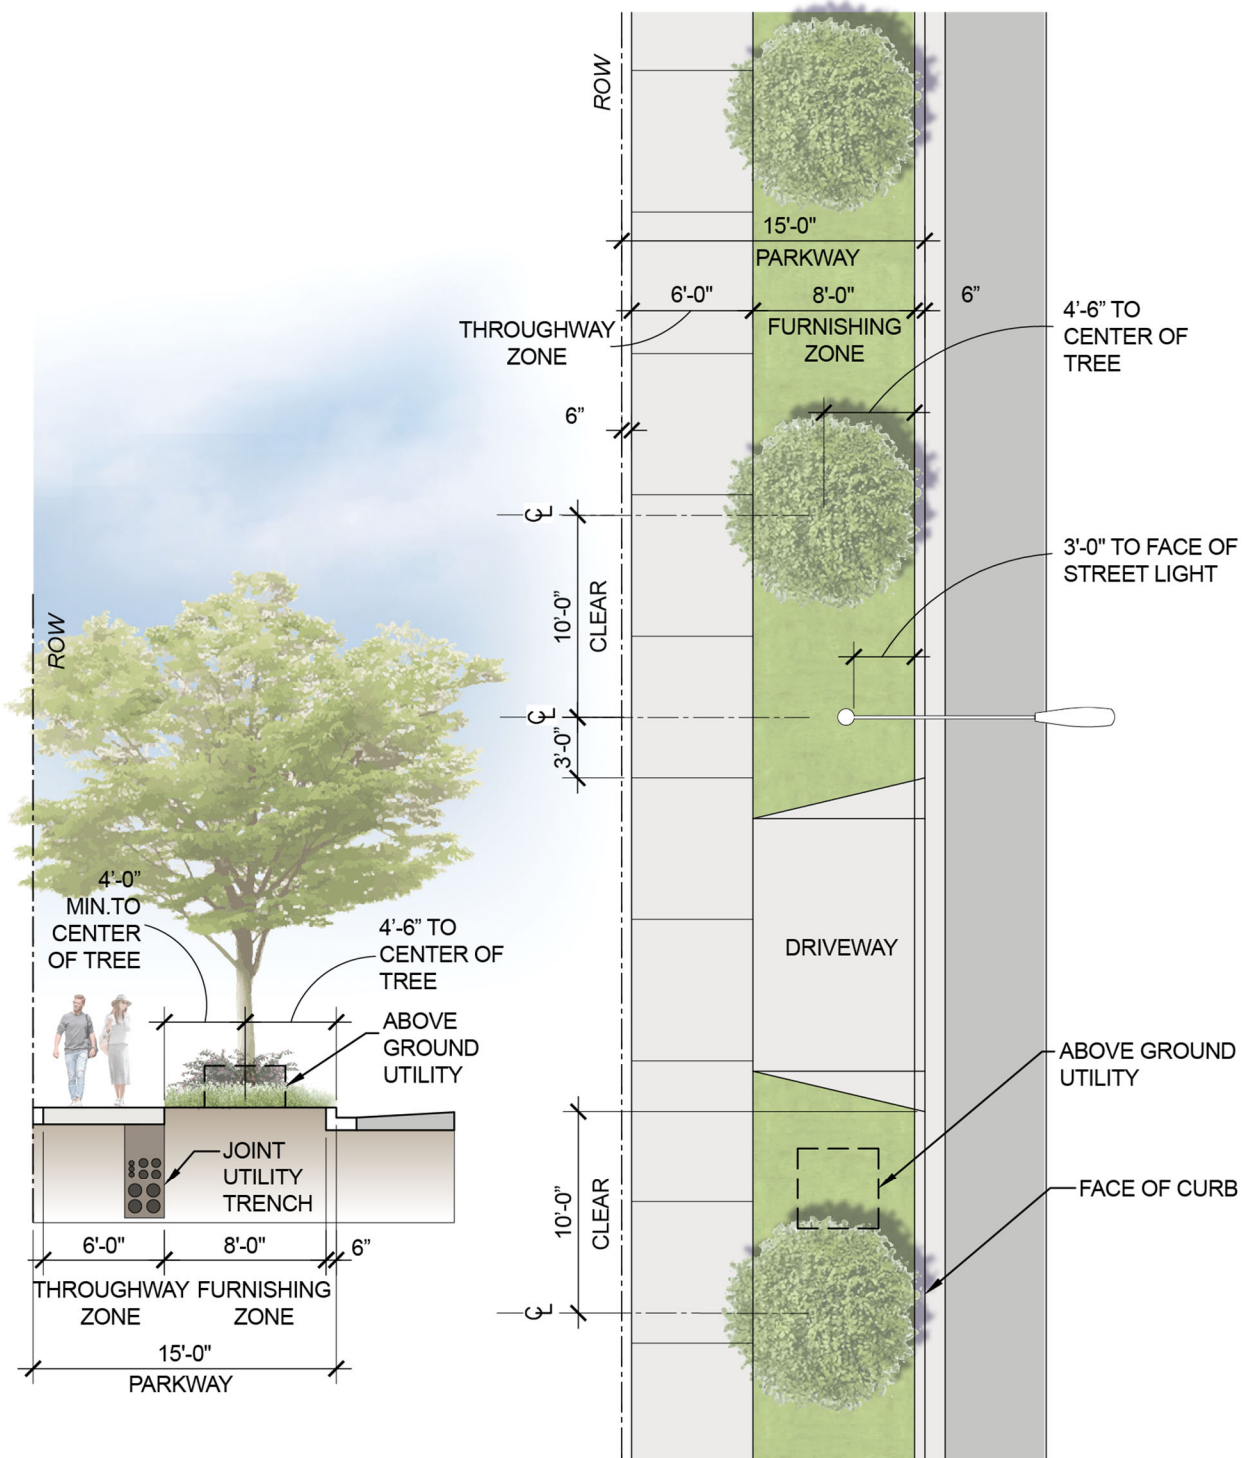 ROW
15'-0"
PARKWAY
6'-0"
8'-0"
6”
THROUGHWAY
ZONE
FURNISHING
ZONE
4’-6” TO
CENTER OF
TREE
6”
CL
10’-0”
CLEAR
3'-0" TO FACE OF
STREET LIGHT
CL
3’-0”
DRIVEWAY
ABOVE GROUND
UTILITY
FACE OF CURB
10’-0”
CLEAR
CL
ROW
4’-0”
MIN.TO
CENTER
OF TREE
4’-6” TO
CENTER OF
TREE
ABOVE
GROUND
UTILITY
JOINT
UTILITY
TRENCH
6'-0"
8'-0"
6”
THROUGHWAY
ZONE
FURNISHING
ZONE
15'-0"
PARKWAY